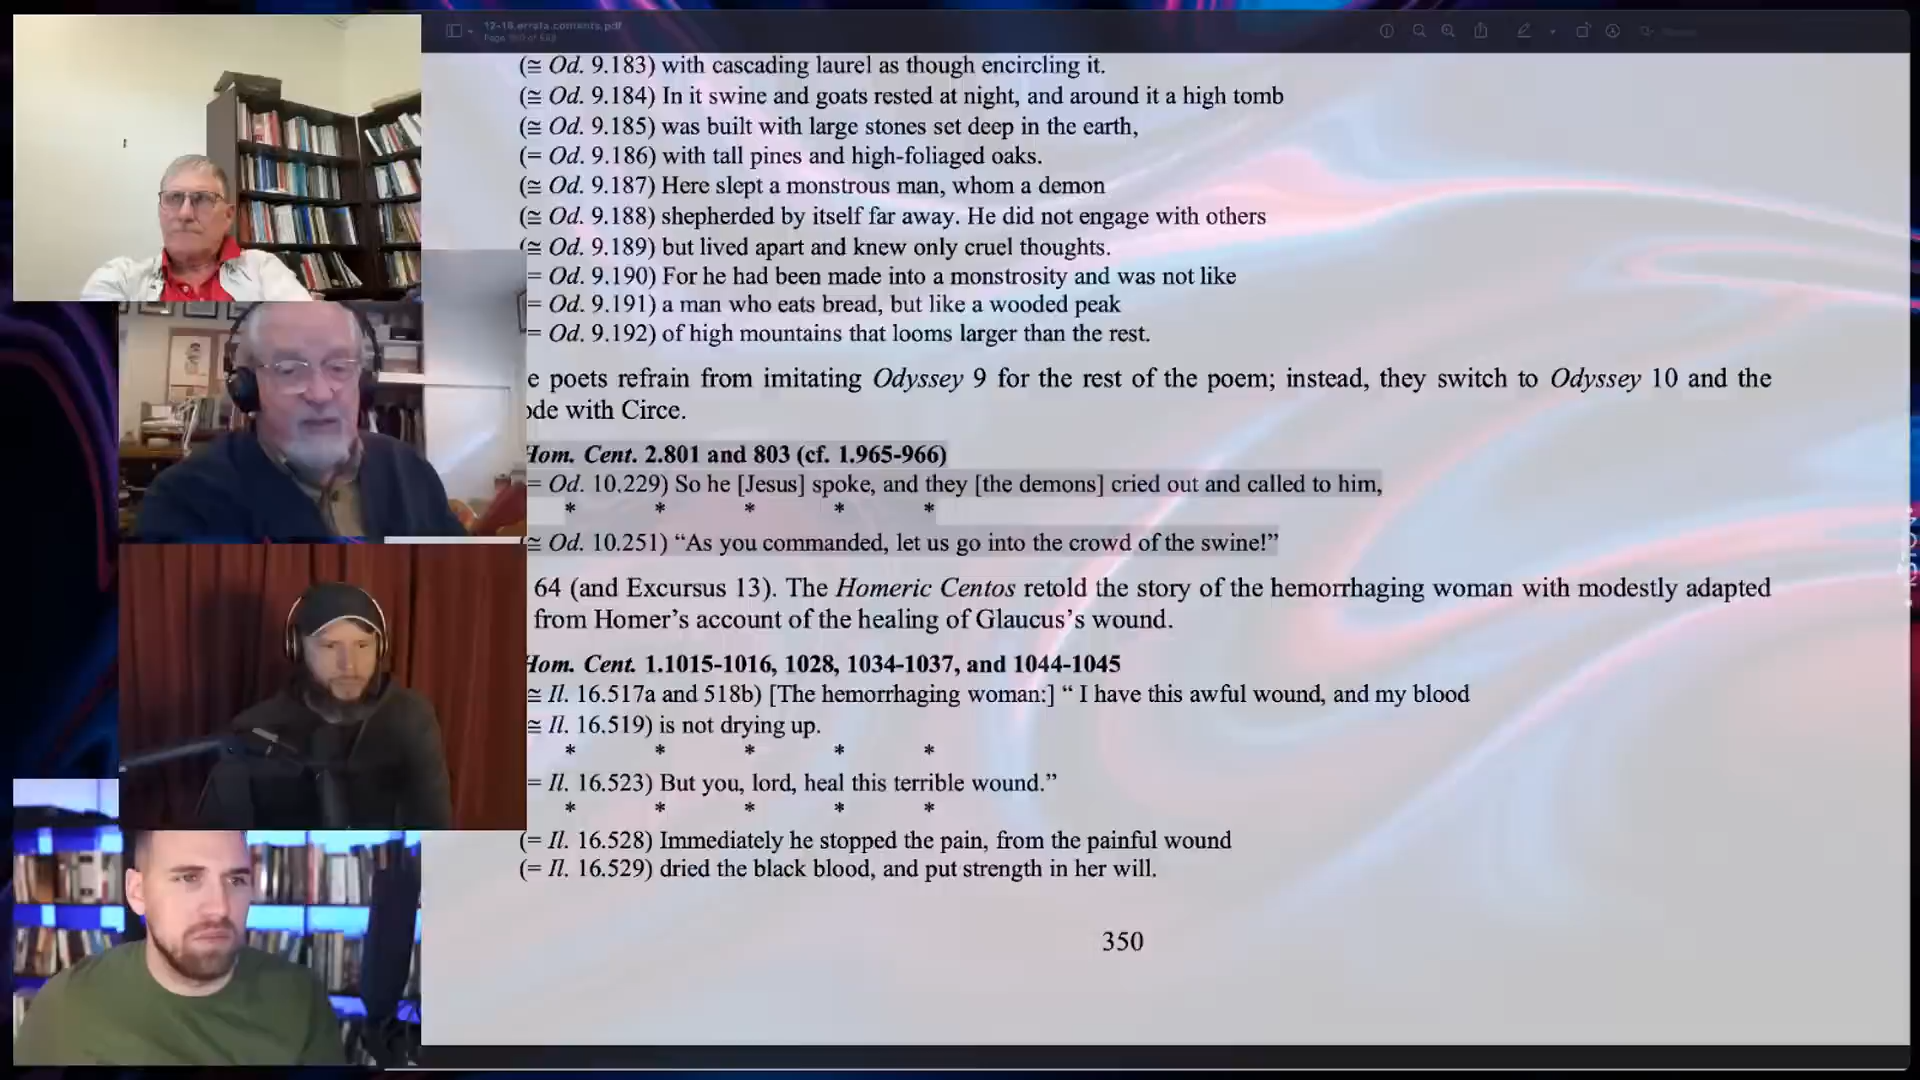 12-16.errata.contents.pdf
(≅ Od. 9.183) with cascading laurel as though encircling it.
(≅ Od. 9.184) In it swine and goats rested at night, and around it a high tomb
(≅ Od. 9.185) was built with large stones set deep in the earth,
(= Od. 9.186) with tall pines and high-foliaged oaks.
(≅ Od. 9.187) Here slept a monstrous man, whom a demon
(≅ Od. 9.188) shepherded by itself far away. He did not engage with others
(≅ Od. 9.189) but lived apart and knew only cruel thoughts.
= Od. 9.190) For he had been made into a monstrosity and was not like
= Od. 9.191) a man who eats bread, but like a wooded peak
= Od. 9.192) of high mountains that looms larger than the rest.
e poets refrain from imitating Odyssey 9 for the rest of the poem; instead, they switch to Odyssey 10 and the
ode with Circe.
Hom. Cent. 2.801 and 803 (cf. 1.965-966)
= Od. 10,229) So he [Jesus] spoke, and they [the demons] cried out and called to him,
* * * * *
≅ Od. 10.251) “As you commanded, let us go into the crowd of the swine!”
64 (and Excursus 13). The Homeric Centos retold the story of the hemorrhaging woman with modestly adapted
from Homer’s account of the healing of Glaucus’s wound.
Hom. Cent. 1.1015-1016, 1028, 1034-1037, and 1044-1045
≅ Il. 16.517a and 518b) [The hemorrhaging woman:] “ I have this awful wound, and my blood
≅ Il. 16.519) is not drying up.
* * * * *
= Il. 16.523) But you, lord, heal this terrible wound.”
* * * * *
(= Il. 16.528) Immediately he stopped the pain, from the painful wound
(= Il. 16.529) dried the black blood, and put strength in her will.
350